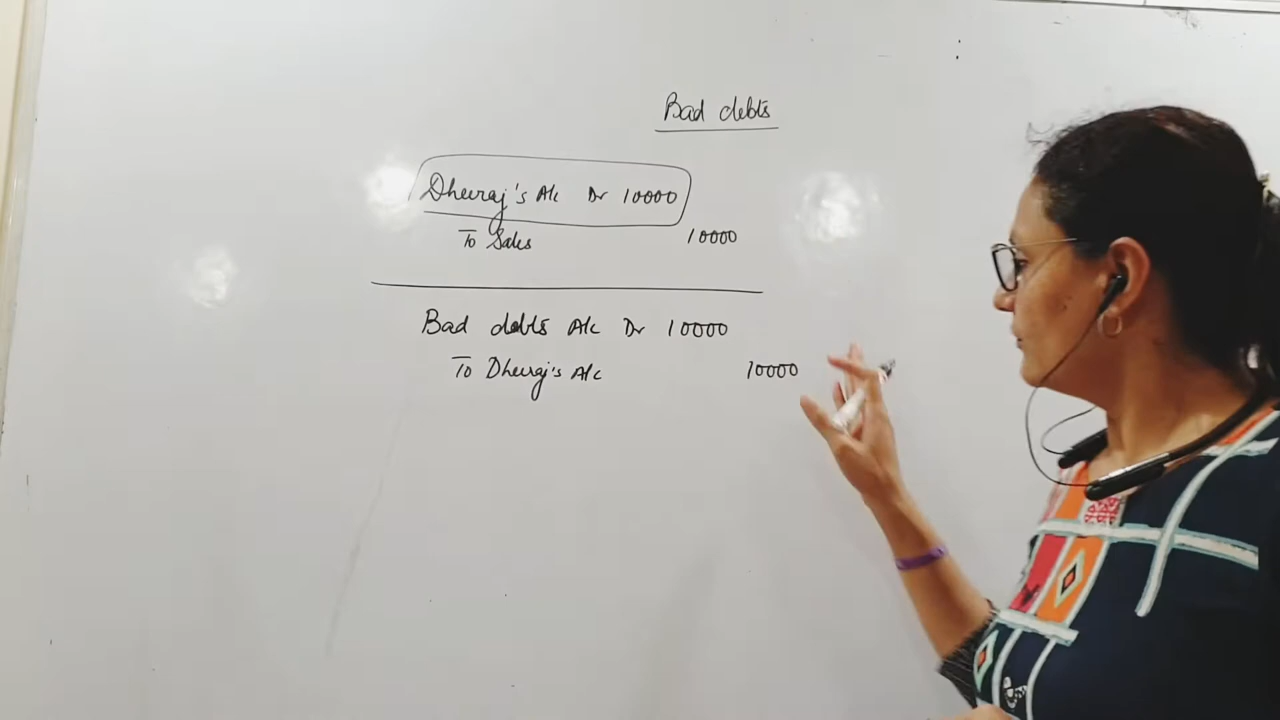 Bad debts
Dheeraj's A/c Dr 10000
To Sales 10000
Bad debts A/c Dr 10000
To Dheeraj's A/c 10000